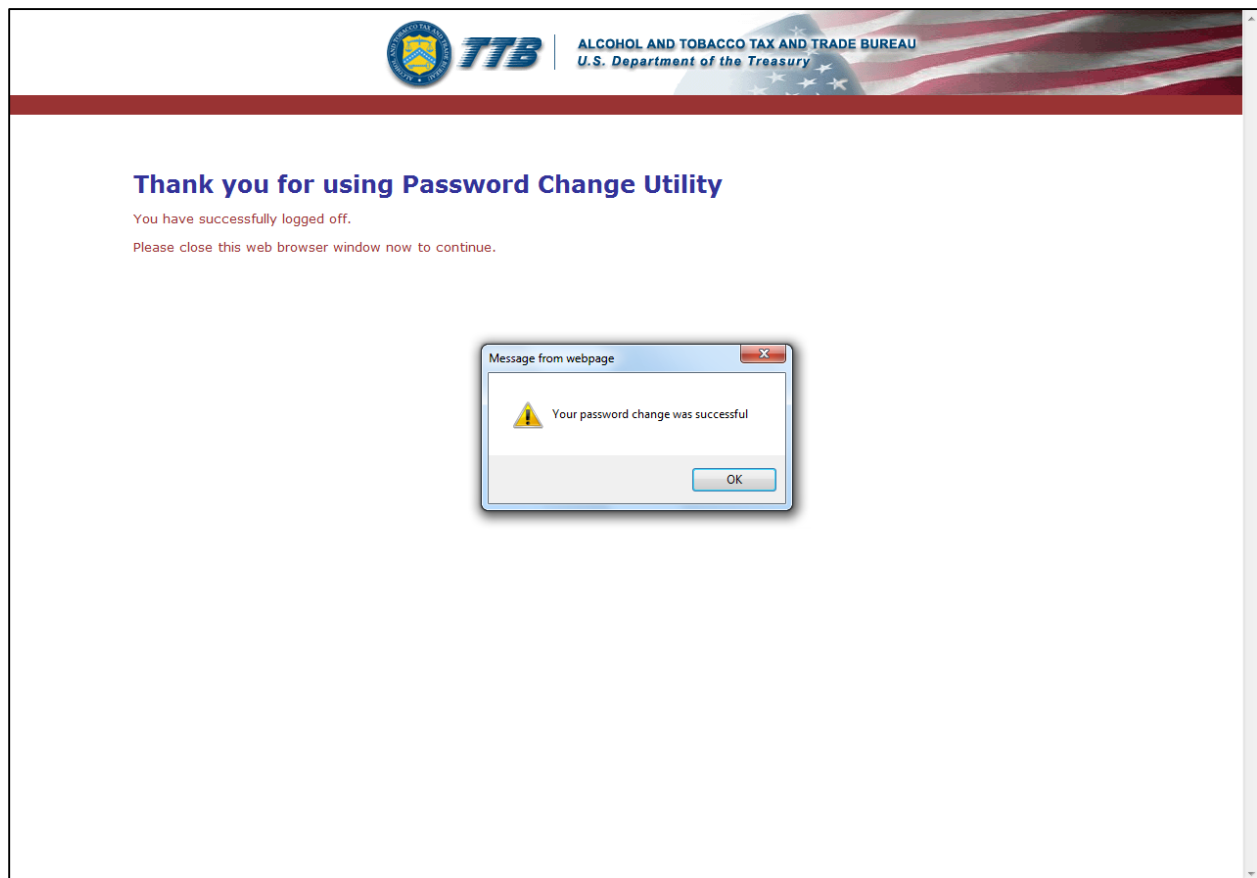 TTB
ALCOHOL AND TOBACCO TAX AND TRADE BUREAU
U.S. Department of the Treasury
Thank you for using Password Change Utility
You have successfully logged off.
Please close this web browser window now to continue.
Message from webpage
Your password change was successful
OK